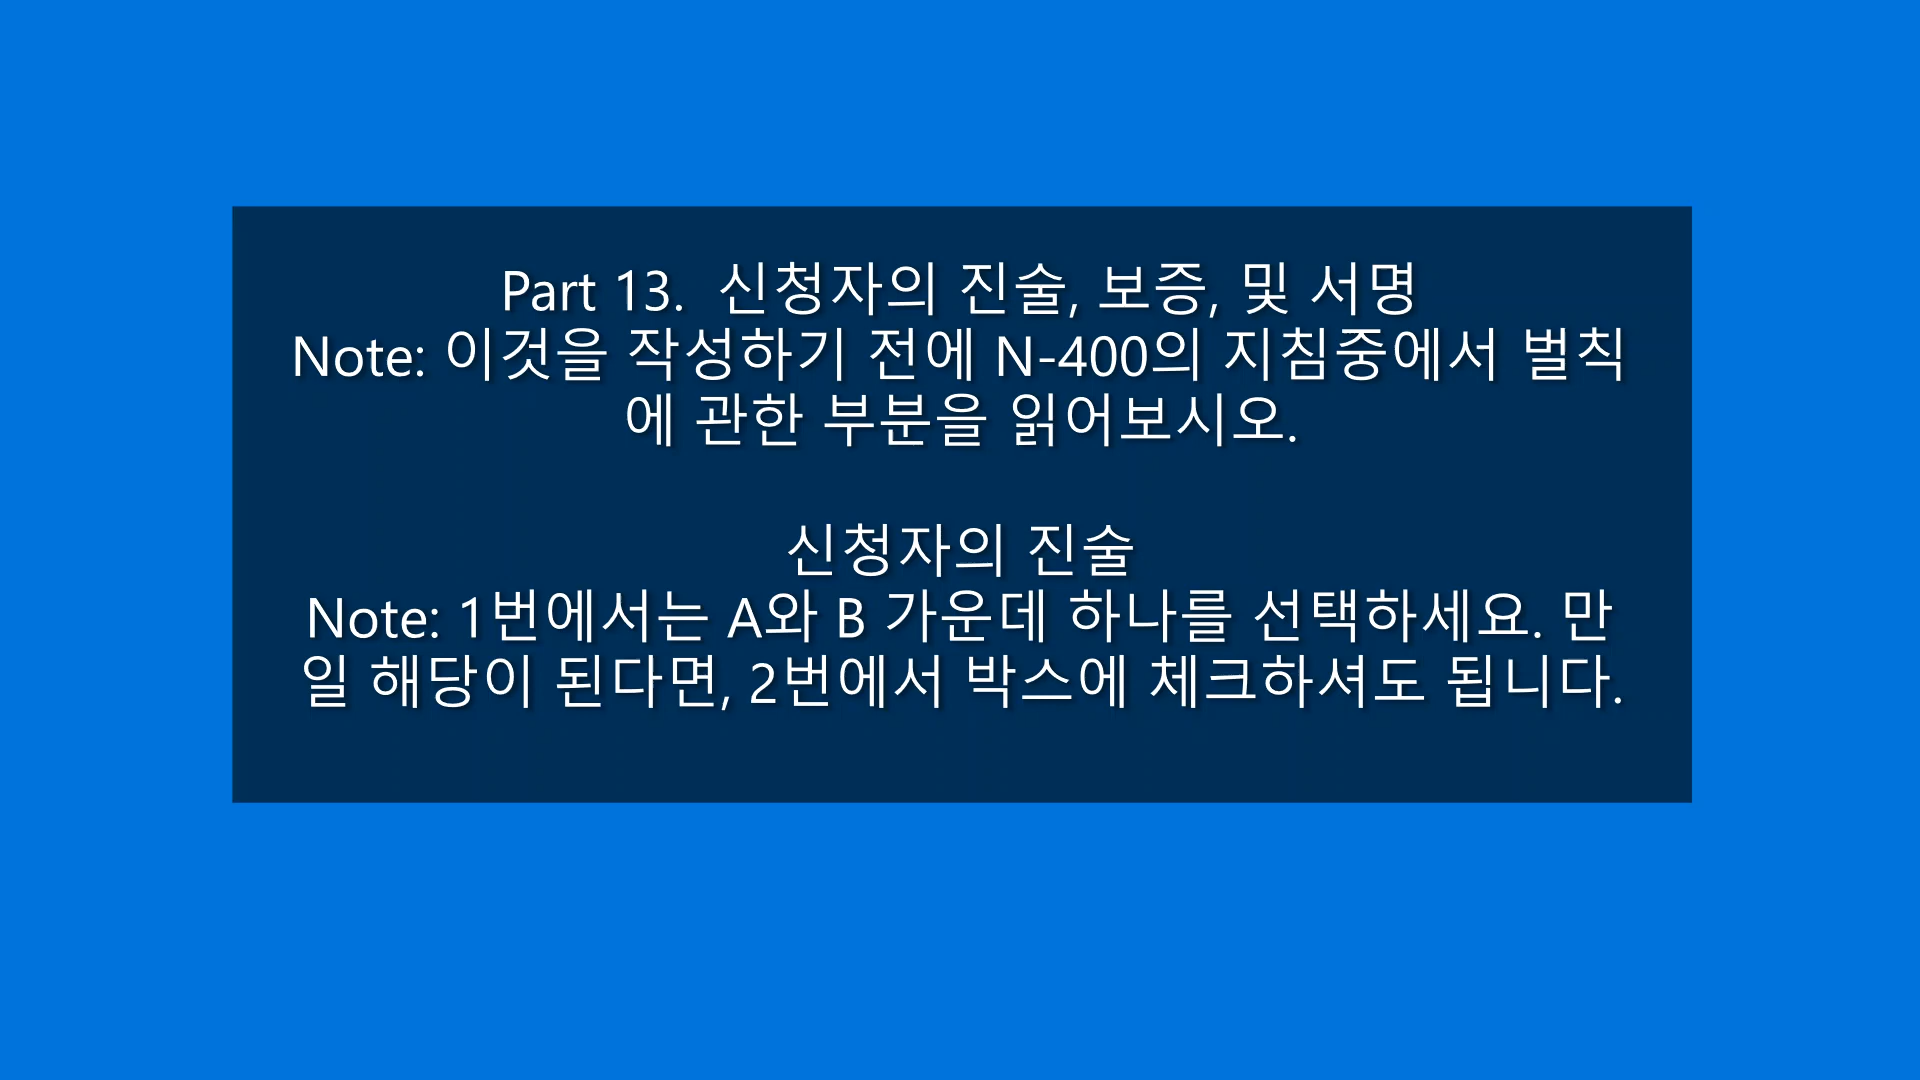 Part 13.  신청자의 진술, 보증, 및 서명
Note: 이것을 작성하기 전에 N-400의 지침중에서 벌칙
에 관한 부분을 읽어보시오.
신청자의 진술
Note: 1번에서는 A와 B 가운데 하나를 선택하세요. 만
일 해당이 된다면, 2번에서 박스에 체크하셔도 됩니다.